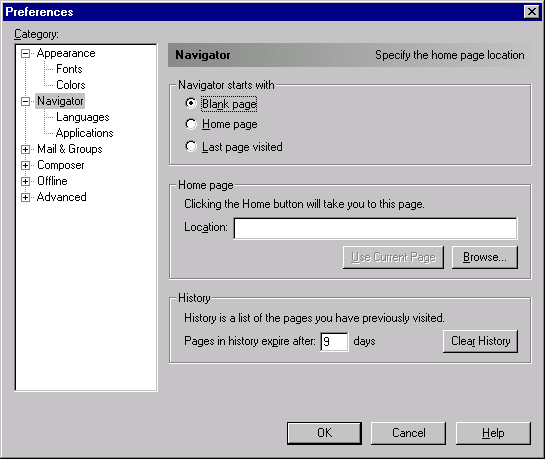 Preferences
Category:
Appearance
Fonts
Colors
Navigator
Languages
Applications
Mail & Groups
Composer
Offline
Advanced
Navigator Specify the home page location
Navigator starts with
Blank page
Home page
Last page visited
Home page
Clicking the Home button will take you to this page.
Location:
Use Current Page Browse...
History
History is a list of the pages you have previously visited.
Pages in history expire after: 9 days Clear History
OK Cancel Help